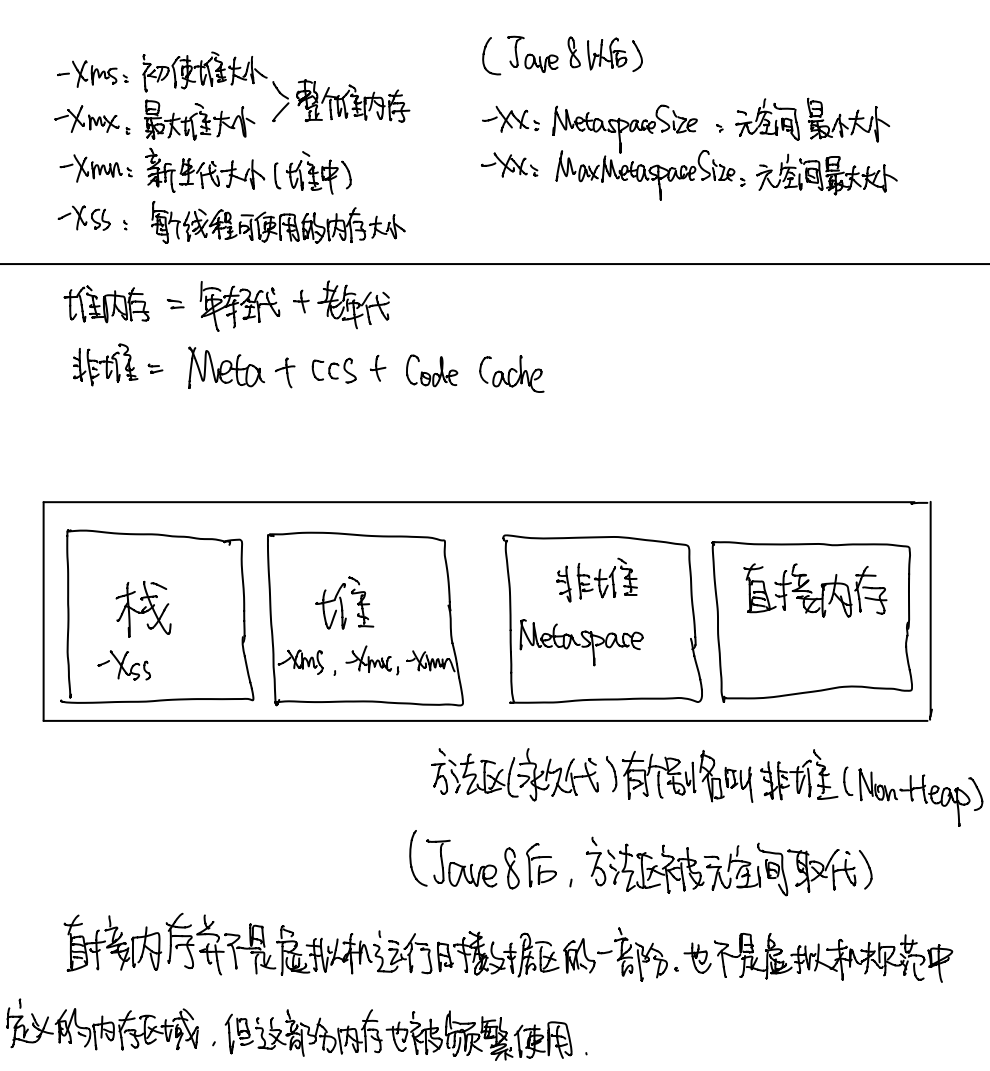 -Xms: 初使堆大小
-Xmx: 最大堆大小
> 整个堆内存
-Xmn: 新生代大小(堆中)
-Xss: 每个线程可使用的内存大小
(Jave 8以后)
-XX: MetaspaceSize: 元空间最小大小
-XX: MaxMetaspaceSize: 元空间最大大小
堆内存 = 年轻代 + 老年代
非堆 = Meta + CCS + Code Cache
栈
-Xss
堆
-Xms, -Xmx, -Xmn
非堆
Metaspace
直接内存
方法区(永久代)有个别名叫非堆(Non-Heap)
(Jave 8后, 方法区被元空间取代)
直接内存并不是虚拟机运行时数据区的一部分, 也不是虚拟机规范中
定义的内存区域, 但这部分内存也被频繁使用.